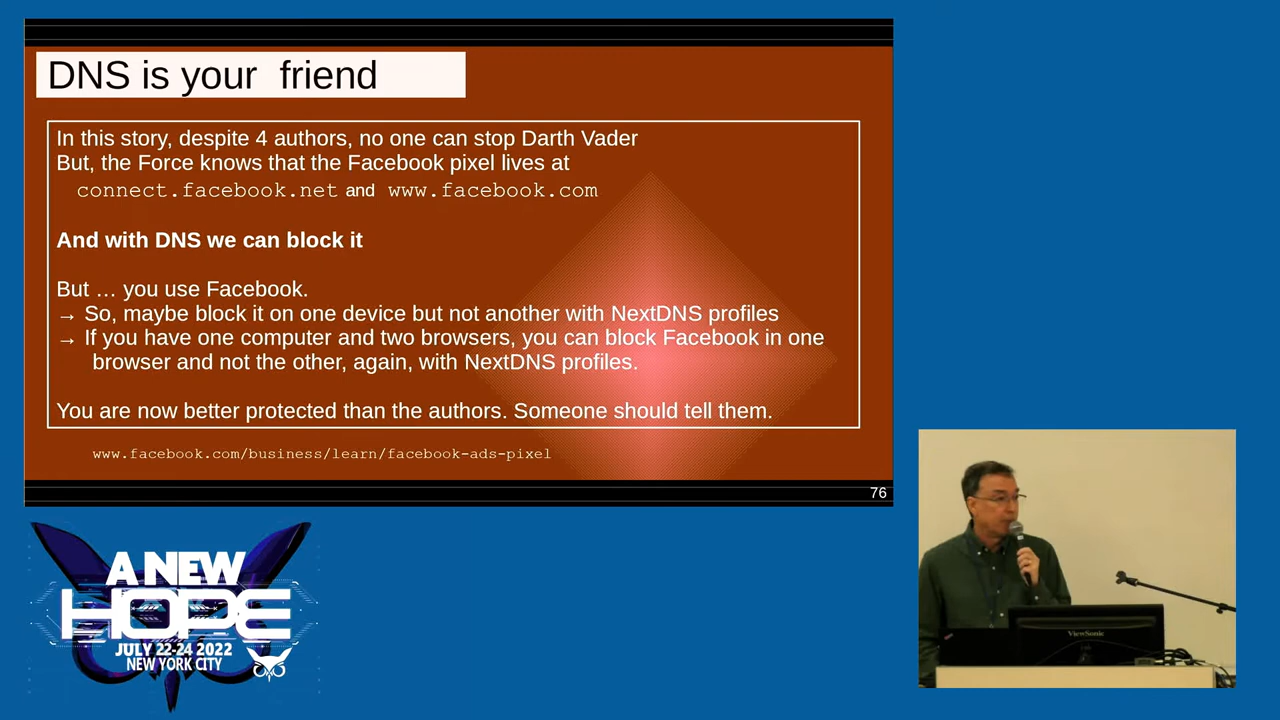 DNS is your  friend
In this story, despite 4 authors, no one can stop Darth Vader
But, the Force knows that the Facebook pixel lives at
connect.facebook.net and www.facebook.com
And with DNS we can block it
But … you use Facebook.
→ So, maybe block it on one device but not another with NextDNS profiles
→ If you have one computer and two browsers, you can block Facebook in one
browser and not the other, again, with NextDNS profiles.
You are now better protected than the authors. Someone should tell them.
www.facebook.com/business/learn/facebook-ads-pixel
76
A NEW
HOPE
JULY 22-24 2022
NEW YORK CITY
ViewSonic